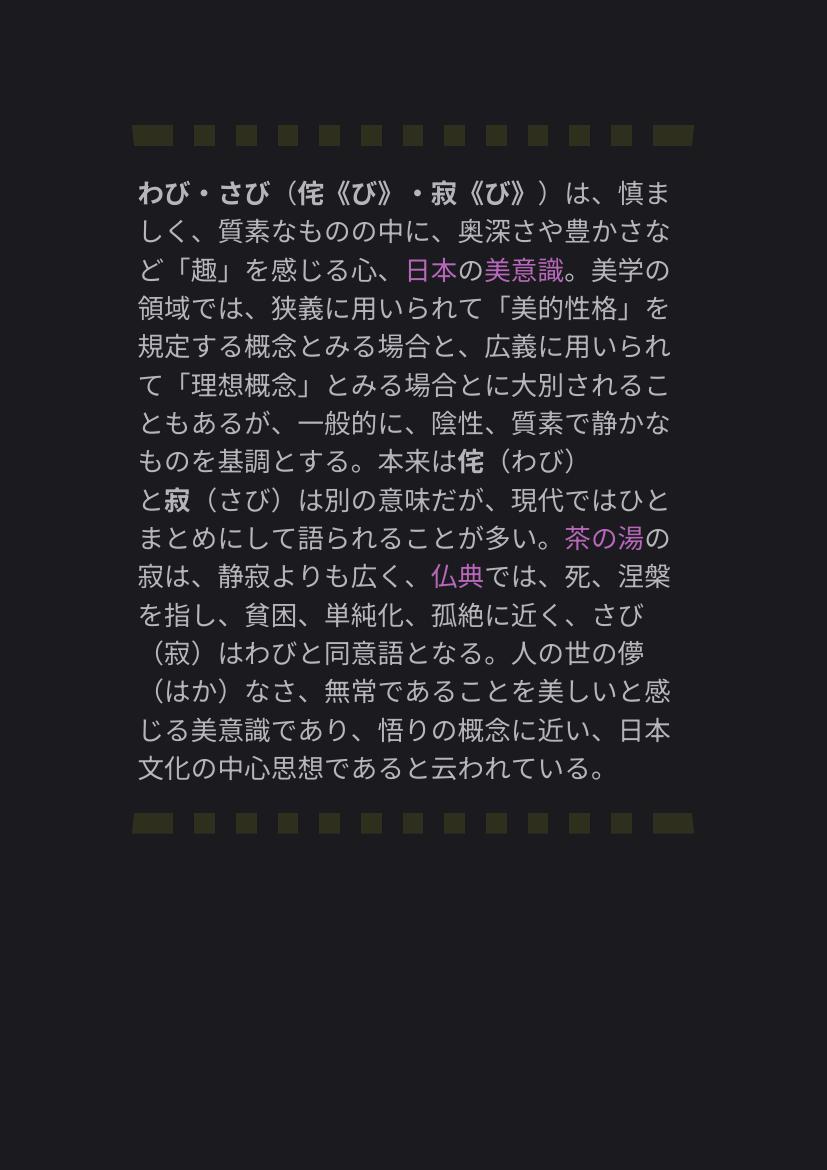 わび・さび（侘《び》・寂《び》）は、慎ま
しく、質素なものの中に、奥深さや豊かさな
ど「趣」を感じる心、日本の美意識。美学の
領域では、狭義に用いられて「美的性格」を
規定する概念とみる場合と、広義に用いられ
て「理想概念」とみる場合とに大別されるこ
ともあるが、一般的に、陰性、質素で静かな
ものを基調とする。本来は侘（わび）
と寂（さび）は別の意味だが、現代ではひと
まとめにして語られることが多い。茶の湯の
寂は、静寂よりも広く、仏典では、死、涅槃
を指し、貧困、単純化、孤絶に近く、さび
（寂）はわびと同意語となる。人の世の儚
（はか）なさ、無常であることを美しいと感
じる美意識であり、悟りの概念に近い、日本
文化の中心思想であると云われている。